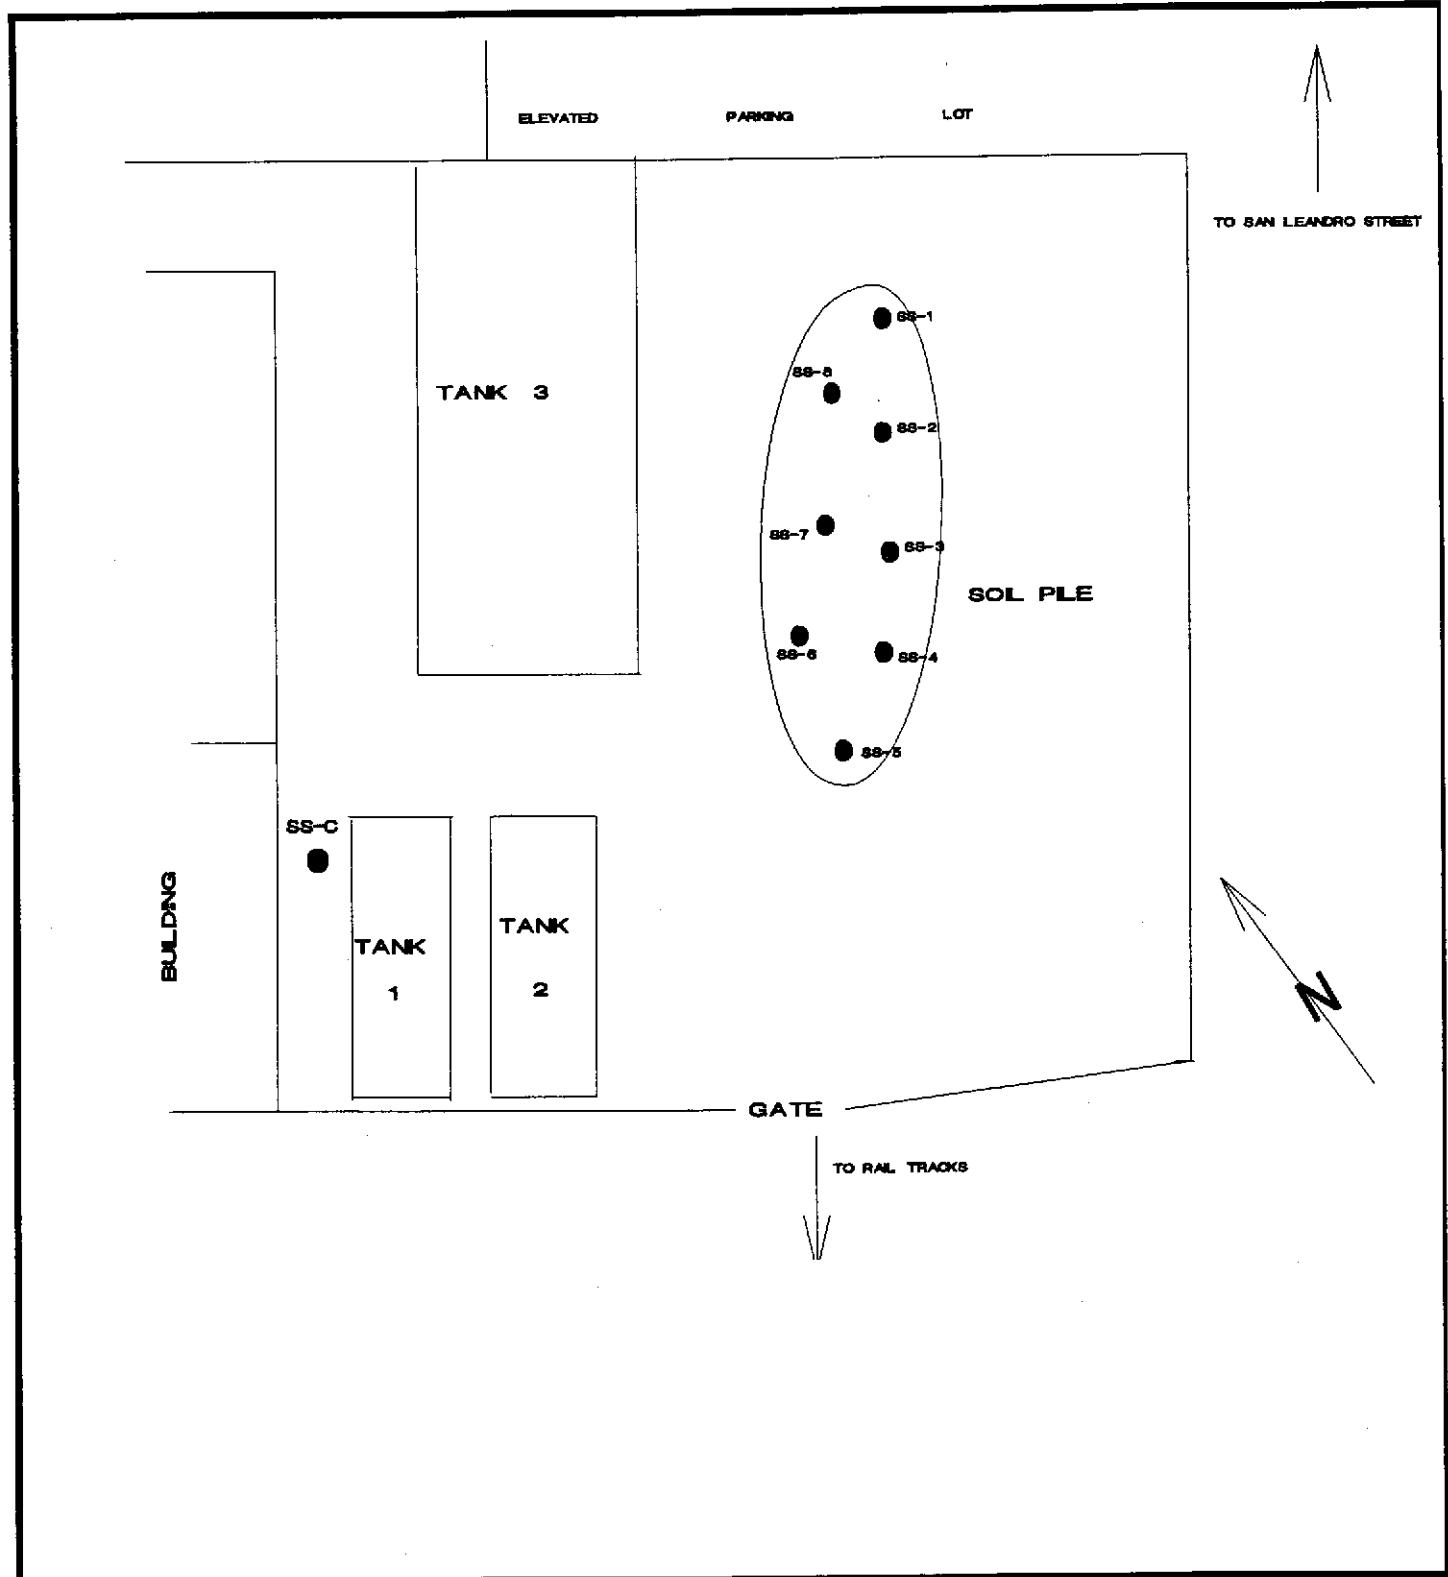 ELEVATED PARKING LOT
TO SAN LEANDRO STREET
SS-1
SS-8
TANK 3
SS-2
SS-7
SS-3
SOIL PILE
SS-6
SS-4
SS-5
SS-C
BUILDING
TANK
1
TANK
2
N
GATE
TO RAIL TRACKS